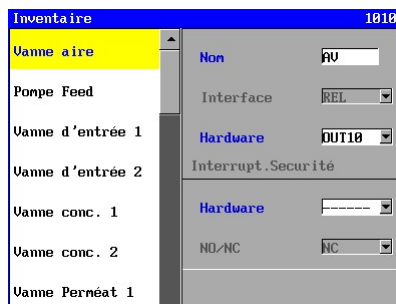 Inventaire 1010
Vanne aire
Pompe Feed
Vanne d'entrée 1
Vanne d'entrée 2
Vanne conc. 1
Vanne conc. 2
Vanne Perméat 1
Nom AV
Interface REL
Hardware OUT10
Interrupt.Securité
Hardware ------
NO/NC NC